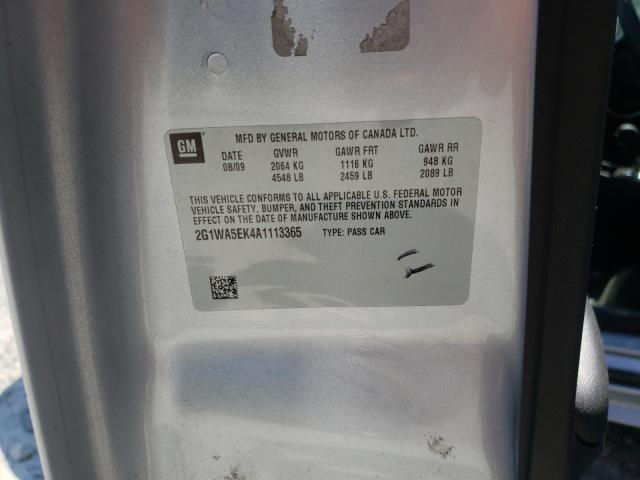 GM
MFD BY GENERAL MOTORS OF CANADA LTD.
DATE GVWR GAWR FRT GAWR RR
08/09 2064 KG 1116 KG 948 KG
4548 LB 2459 LB 2089 LB
THIS VEHICLE CONFORMS TO ALL APPLICABLE U.S. FEDERAL MOTOR
VEHICLE SAFETY, BUMPER, AND THEFT PREVENTION STANDARDS IN
EFFECT ON THE DATE OF MANUFACTURE SHOWN ABOVE.
2G1WA5EK4A1113365 TYPE: PASS CAR